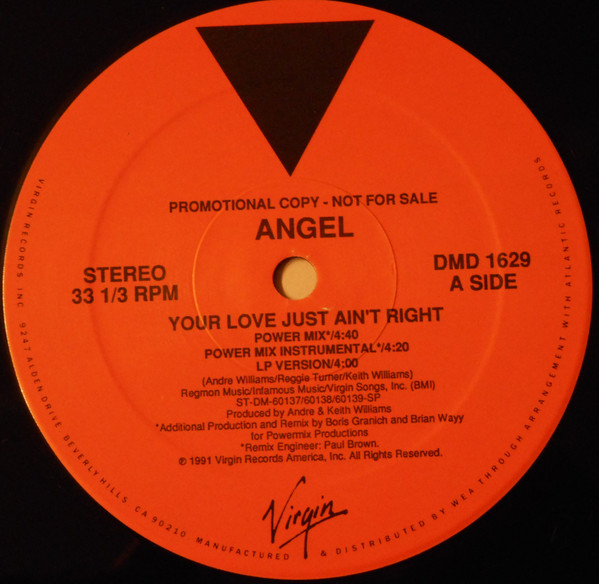 PROMOTIONAL COPY - NOT FOR SALE
ANGEL
STEREO
33 1/3 RPM
DMD 1629
A SIDE
YOUR LOVE JUST AIN'T RIGHT
POWER MIX*/4:40
POWER MIX INSTRUMENTAL*/4:20
LP VERSION/4:00
(Andre Williams/Reggie Turner/Keith Williams)
Regmon Music/Infamous Music/Virgin Songs, Inc. (BMI)
ST-DM-60137/60138/60139-SP
Produced by Andre & Keith Williams
*Additional Production and Remix by Boris Granich and Brian Wayy
for Powermix Productions
*Remix Engineer: Paul Brown.
℗ 1991 Virgin Records America, Inc. All Rights Reserved.
Virgin
VIRGIN RECORDS INC. 9247 ALDEN DRIVE BEVERLY HILLS, CA 90210 MANUFACTURED & DISTRIBUTED BY WEA THROUGH ARRANGEMENT WITH ATLANTIC RECORDS